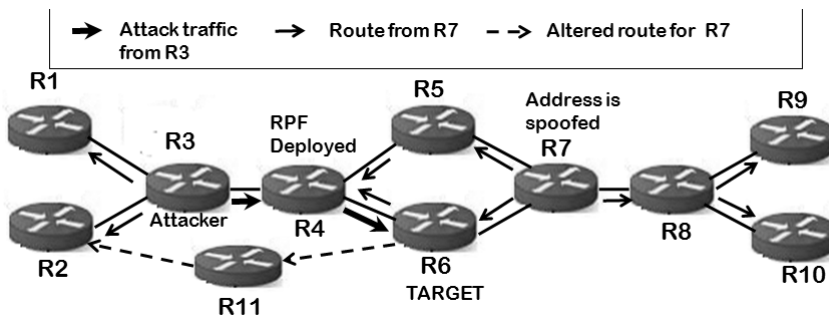 Attack traffic
from R3
Route from R7
Altered route for R7
R1
R5
R9
R3
RPF
Deployed
Address is
spoofed
R7
Attacker
R4
R2
R6
R8
R10
R11
TARGET